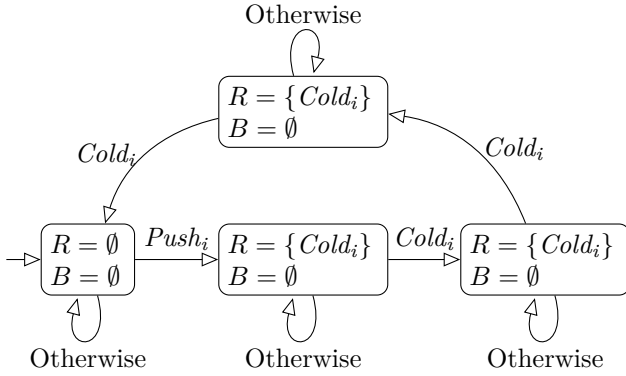 Otherwise
R = {Cold_i}
B = ∅
Cold_i
Cold_i
R = ∅
B = ∅
Push_i
R = {Cold_i}
B = ∅
Cold_i
R = {Cold_i}
B = ∅
Otherwise
Otherwise
Otherwise